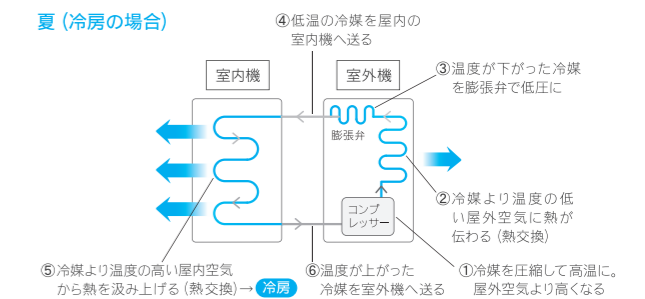 夏（冷房の場合）
④低温の冷媒を屋内の
室内機へ送る
室内機
室外機
③温度が下がった冷媒
を膨張弁で低圧に
膨張弁
②冷媒より温度の低
い屋外空気に熱が
伝わる（熱交換）
コンプ
レッサー
⑤冷媒より温度の高い屋内空気
から熱を汲み上げる（熱交換）→ 冷房
⑥温度が上がった
冷媒を室外機へ送る
①冷媒を圧縮して高温に。
屋外空気より高くなる